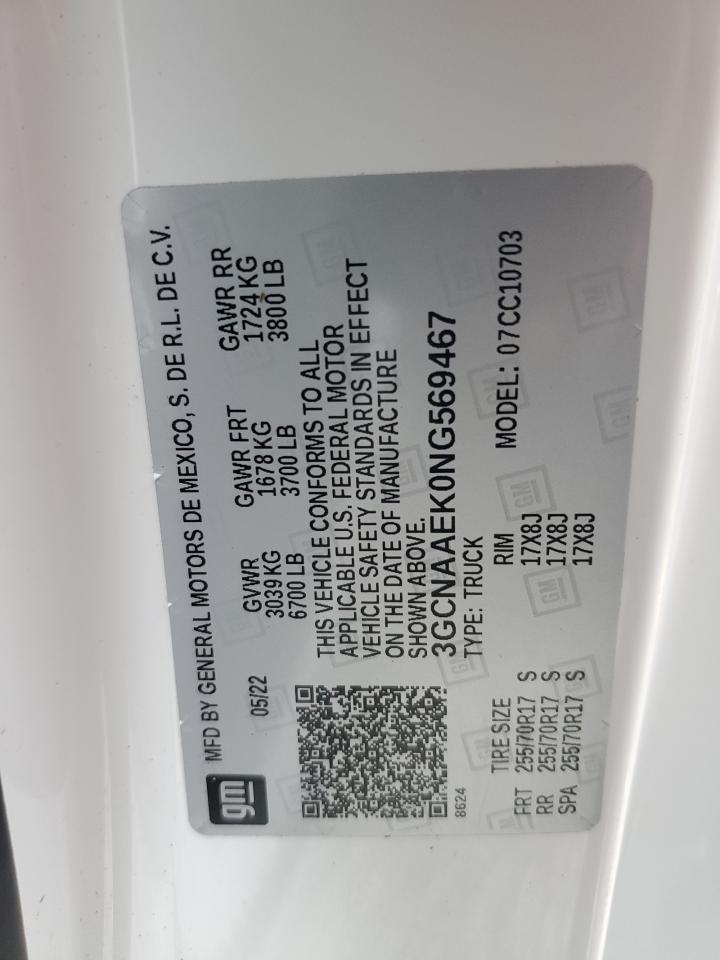 gm
MFD BY GENERAL MOTORS DE MEXICO, S. DE R.L. DE C.V.
05/22 GVWR GAWR FRT GAWR RR
3039 KG 1678 KG 1724 KG
6700 LB 3700 LB 3800 LB
THIS VEHICLE CONFORMS TO ALL
APPLICABLE U.S. FEDERAL MOTOR
VEHICLE SAFETY STANDARDS IN EFFECT
ON THE DATE OF MANUFACTURE
SHOWN ABOVE.
3GCNAAEK0NG569467
8624 TYPE: TRUCK
TIRE SIZE RIM MODEL: 07CC10703
FRT 255/70R17 S 17X8J
RR 255/70R17 S 17X8J
SPA 255/70R17 S 17X8J